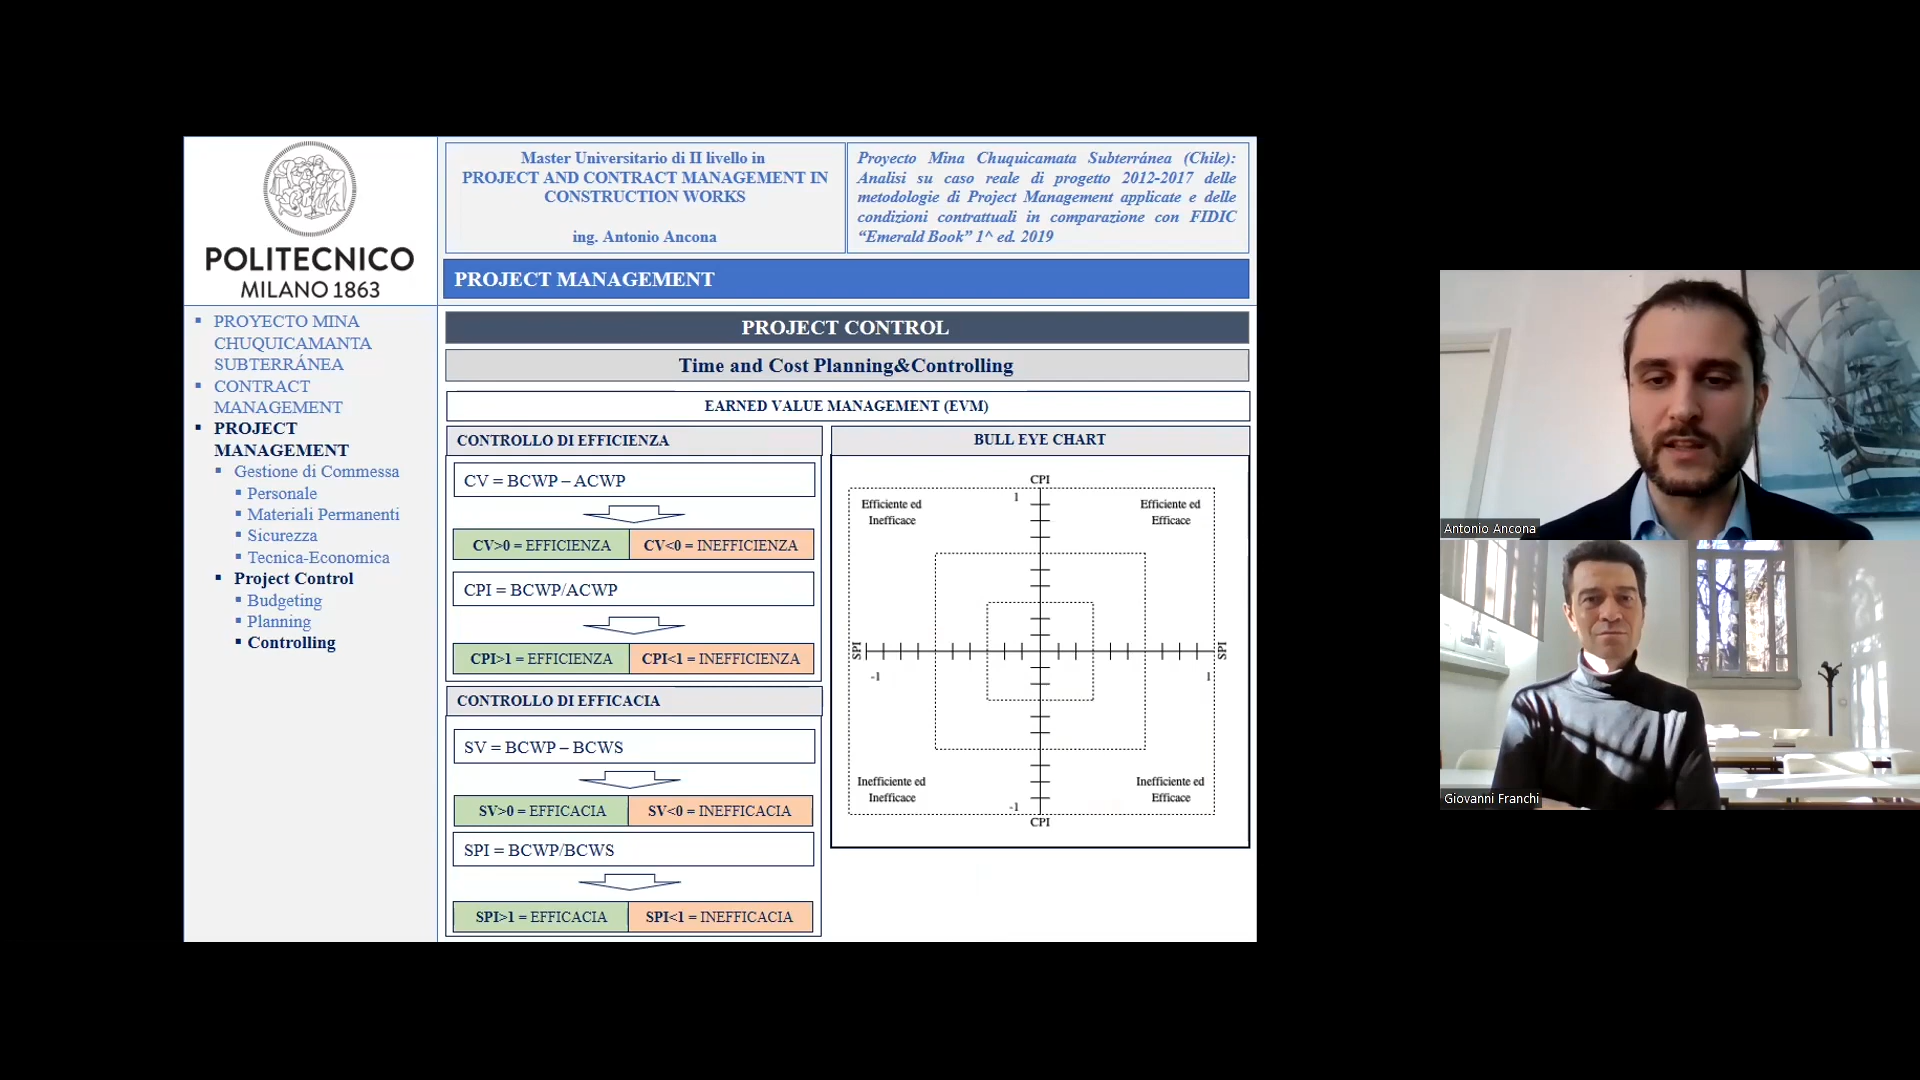 POLITECNICO
MILANO 1863
Master Universitario di II livello in
PROJECT AND CONTRACT MANAGEMENT IN
CONSTRUCTION WORKS
ing. Antonio Ancona
Proyecto Mina Chuquicamata Subterránea (Chile):
Analisi su caso reale di progetto 2012-2017 delle
metodologie di Project Management applicate e delle
condizioni contrattuali in comparazione con FIDIC
“Emerald Book” 1^ ed. 2019
PROJECT MANAGEMENT
▪ PROYECTO MINA
CHUQUICAMANTA
SUBTERRÁNEA
▪ CONTRACT
MANAGEMENT
▪ PROJECT
MANAGEMENT
▪ Gestione di Commessa
▪ Personale
▪ Materiali Permanenti
▪ Sicurezza
▪ Tecnica-Economica
▪ Project Control
▪ Budgeting
▪ Planning
▪ Controlling
PROJECT CONTROL
Time and Cost Planning&Controlling
EARNED VALUE MANAGEMENT (EVM)
CONTROLLO DI EFFICIENZA
CV = BCWP – ACWP
CV>0 = EFFICIENZA CV<0 = INEFFICIENZA
CPI = BCWP/ACWP
CPI>1 = EFFICIENZA CPI<1 = INEFFICIENZA
CONTROLLO DI EFFICACIA
SV = BCWP – BCWS
SV>0 = EFFICACIA SV<0 = INEFFICACIA
SPI = BCWP/BCWS
SPI>1 = EFFICACIA SPI<1 = INEFFICACIA
BULL EYE CHART
CPI
1
Efficiente ed
Inefficace
Efficiente ed
Efficace
SPI
SPI
-1
1
Inefficiente ed
Inefficace
Inefficiente ed
Efficace
-1
CPI
Antonio Ancona
Giovanni Franchi